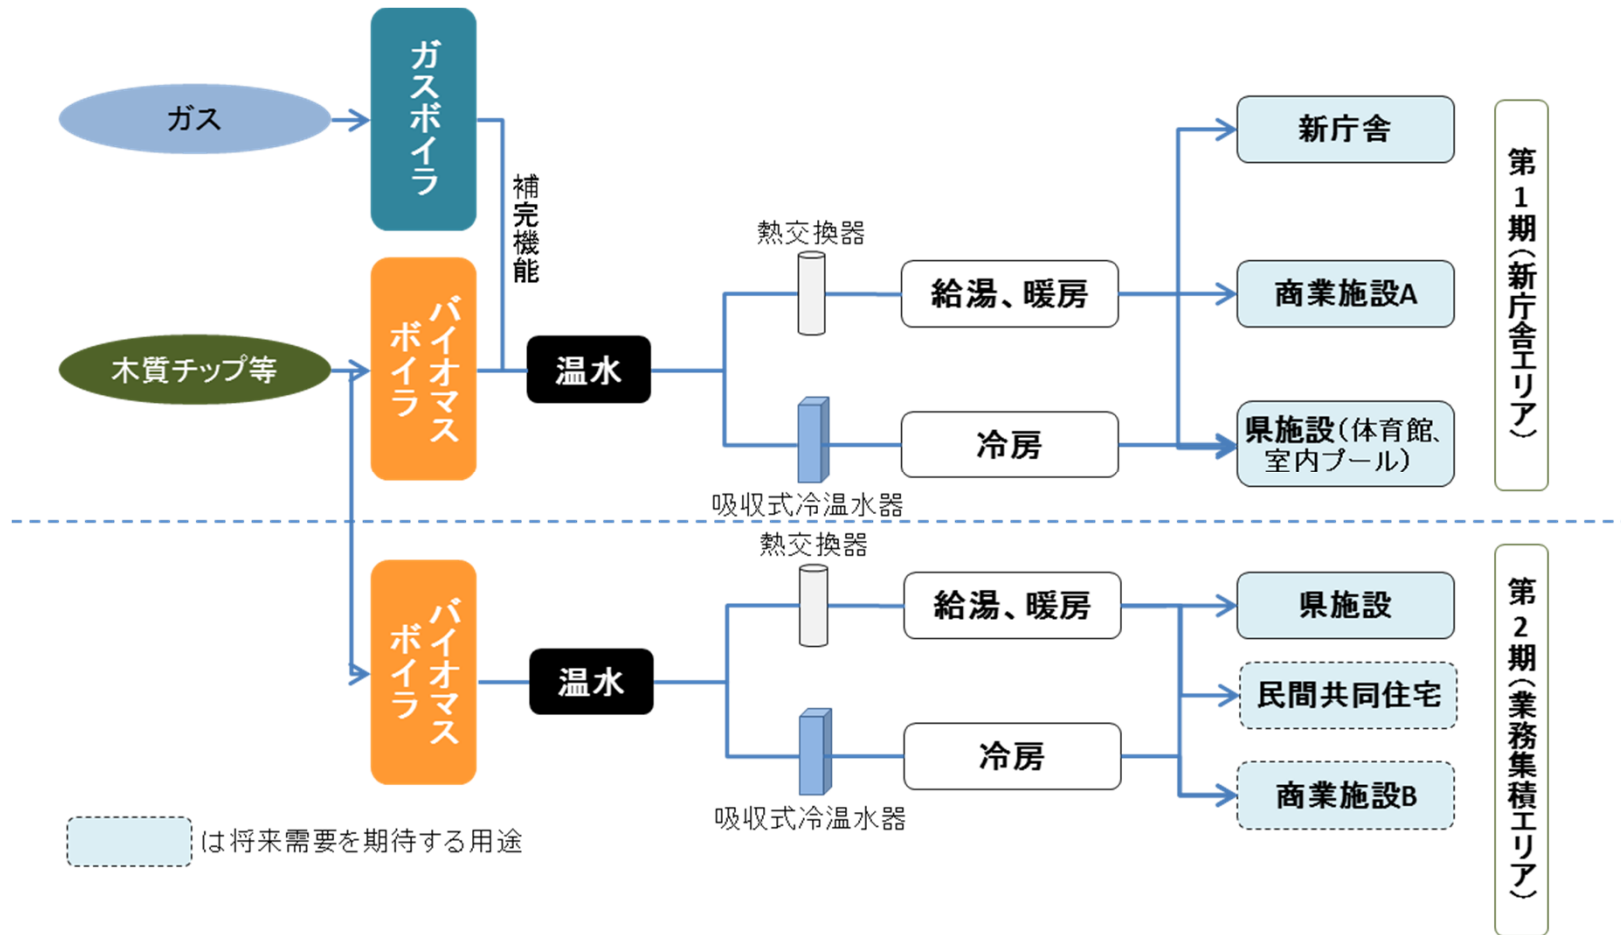 ガス
ガスボイラ
補完機能
木質チップ等
バイオマス
ボイラ
温水
熱交換器
給湯、暖房
吸収式冷温水器
冷房
新庁舎
商業施設A
県施設(体育館、
室内プール)
第1期(新庁舎エリア)
バイオマス
ボイラ
温水
熱交換器
給湯、暖房
吸収式冷温水器
冷房
県施設
民間共同住宅
商業施設B
第2期(業務集積エリア)
は将来需要を期待する用途